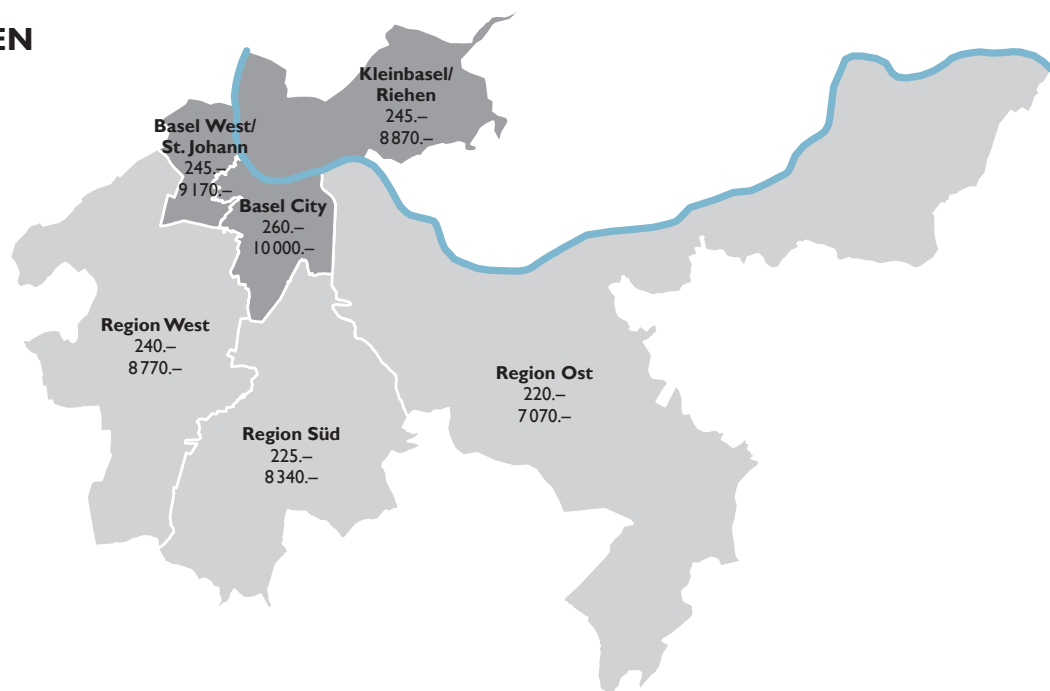 EN
Kleinbasel/
Riehen
245.–
8 870.–
Basel West/
St. Johann
245.–
9 170.–
Basel City
260.–
10 000.–
Region West
240.–
8 770.–
Region Ost
220.–
7 070.–
Region Süd
225.–
8 340.–